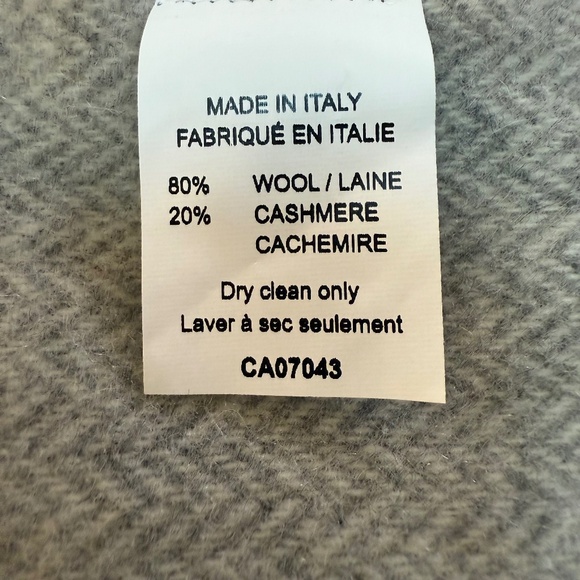 MADE IN ITALY
FABRIQUÉ EN ITALIE
80% WOOL / LAINE
20% CASHMERE
CACHEMIRE
Dry clean only
Laver à sec seulement
CA07043